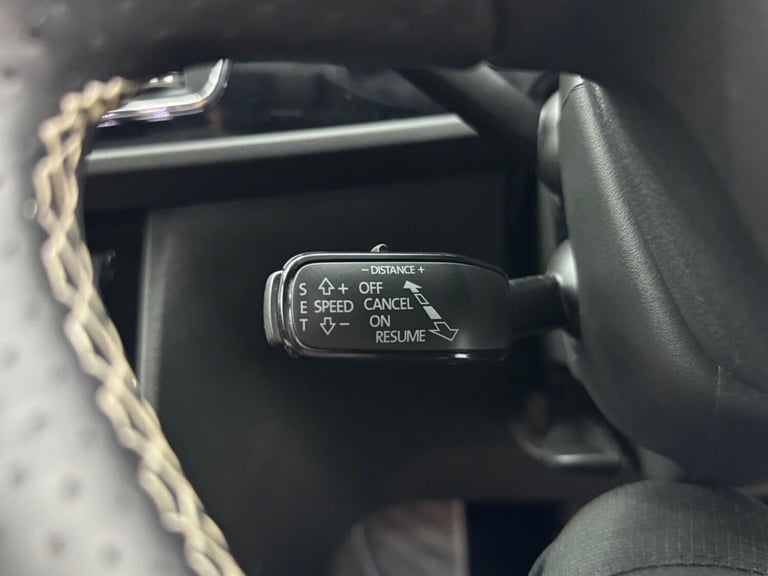 − DISTANCE +
S + OFF
E SPEED CANCEL
T − ON
RESUME